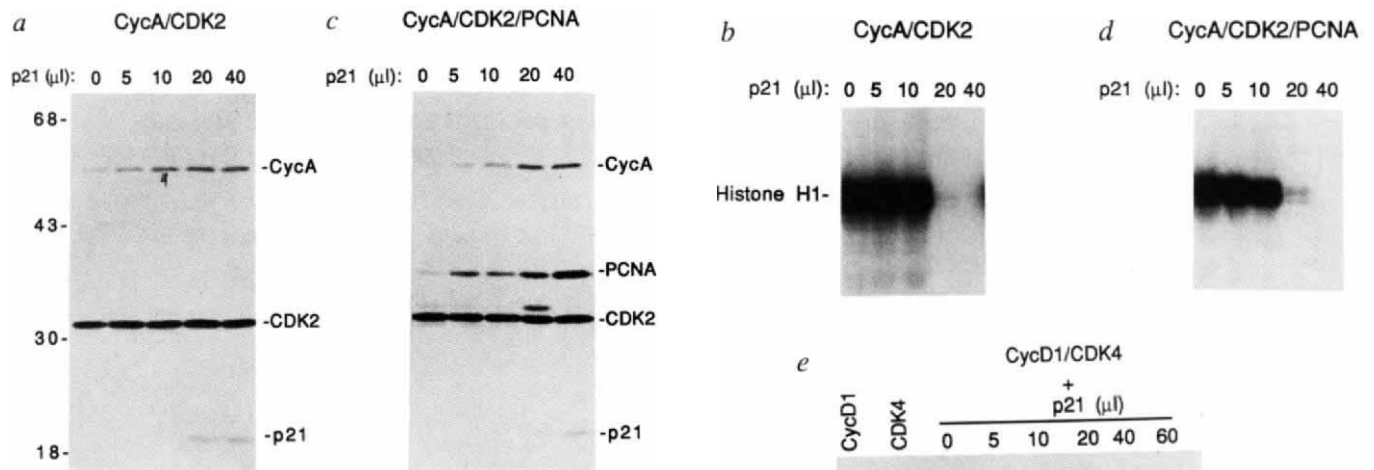 a CycA/CDK2
p21 (µl): 0 5 10 20 40
68-
-CycA
43-
-CDK2
30-
-p21
18-
c CycA/CDK2/PCNA
p21 (µl): 0 5 10 20 40
-CycA
-PCNA
-CDK2
-p21
b CycA/CDK2
p21 (µl): 0 5 10 20 40
Histone H1-
d CycA/CDK2/PCNA
p21 (µl): 0 5 10 20 40
e CycD1/CDK4
+
p21 (µl)
CycD1
CDK4
0 5 10 20 40 60